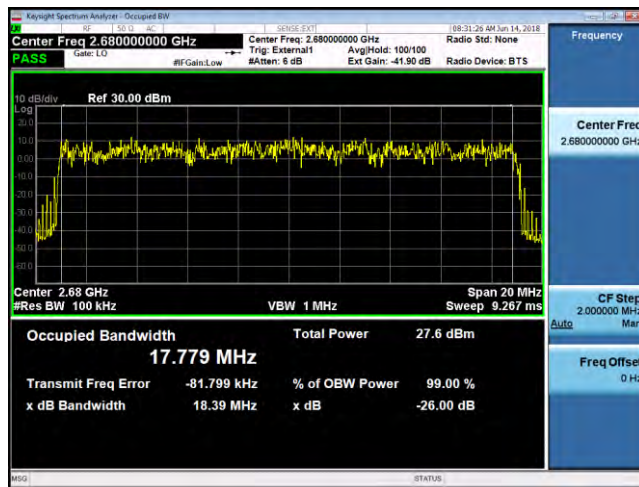 Keysight Spectrum Analyzer - Occupied BW
LXI RF 50 Ω AC SENSE:EXT 08:31:26 AM Jun 14, 2018
Center Freq 2.680000000 GHz Center Freq: 2.680000000 GHz Radio Std: None Frequency
PASS Gate: LO Trig: External1 Avg|Hold: 100/100
#IFGain:Low #Atten: 6 dB Ext Gain: -41.90 dB Radio Device: BTS
10 dB/div Ref 30.00 dBm
Log
20.0
10.0
0.00
-10.0
-20.0
-30.0
-40.0
-50.0
-60.0
Center Freq
2.680000000 GHz
Center 2.68 GHz Span 20 MHz
#Res BW 100 kHz VBW 1 MHz Sweep 9.267 ms
CF Step
2.000000 MHz
Auto Man
Occupied Bandwidth Total Power 27.6 dBm
17.779 MHz
Transmit Freq Error -81.799 kHz % of OBW Power 99.00 %
x dB Bandwidth 18.39 MHz x dB -26.00 dB
Freq Offset
0 Hz
MSG STATUS